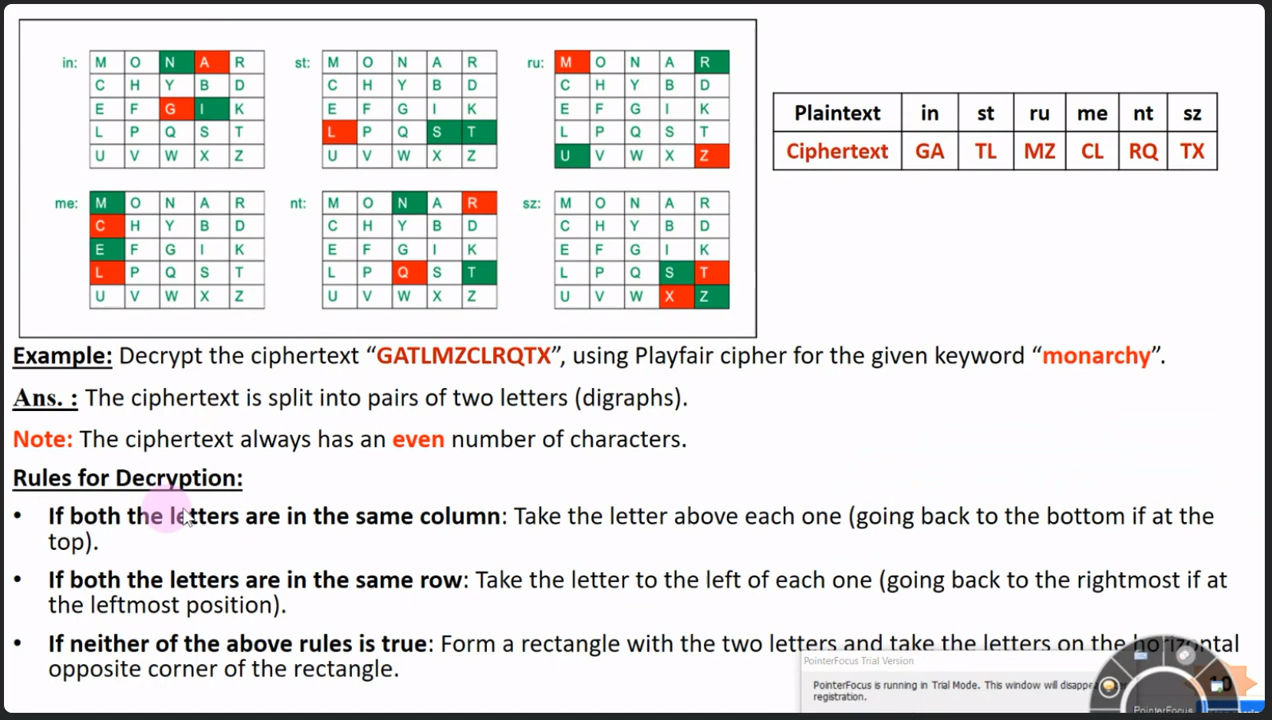 in:
M O N A R
C H Y B D
E F G I K
L P Q S T
U V W X Z
st:
M O N A R
C H Y B D
E F G I K
L P Q S T
U V W X Z
ru:
M O N A R
C H Y B D
E F G I K
L P Q S T
U V W X Z
me:
M O N A R
C H Y B D
E F G I K
L P Q S T
U V W X Z
nt:
M O N A R
C H Y B D
E F G I K
L P Q S T
U V W X Z
sz:
M O N A R
C H Y B D
E F G I K
L P Q S T
U V W X Z
Plaintext in st ru me nt sz
Ciphertext GA TL MZ CL RQ TX
Example: Decrypt the ciphertext “GATLMZCLRQTX”, using Playfair cipher for the given keyword “monarchy”.
Ans. : The ciphertext is split into pairs of two letters (digraphs).
Note: The ciphertext always has an even number of characters.
Rules for Decryption:
• If both the letters are in the same column: Take the letter above each one (going back to the bottom if at the
top).
• If both the letters are in the same row: Take the letter to the left of each one (going back to the rightmost if at
the leftmost position).
• If neither of the above rules is true: Form a rectangle with the two letters and take the letters on the horizontal
opposite corner of the rectangle.
PointerFocus Trial Version
PointerFocus is running in Trial Mode. This window will disappear
registration.
10
PointerFocus